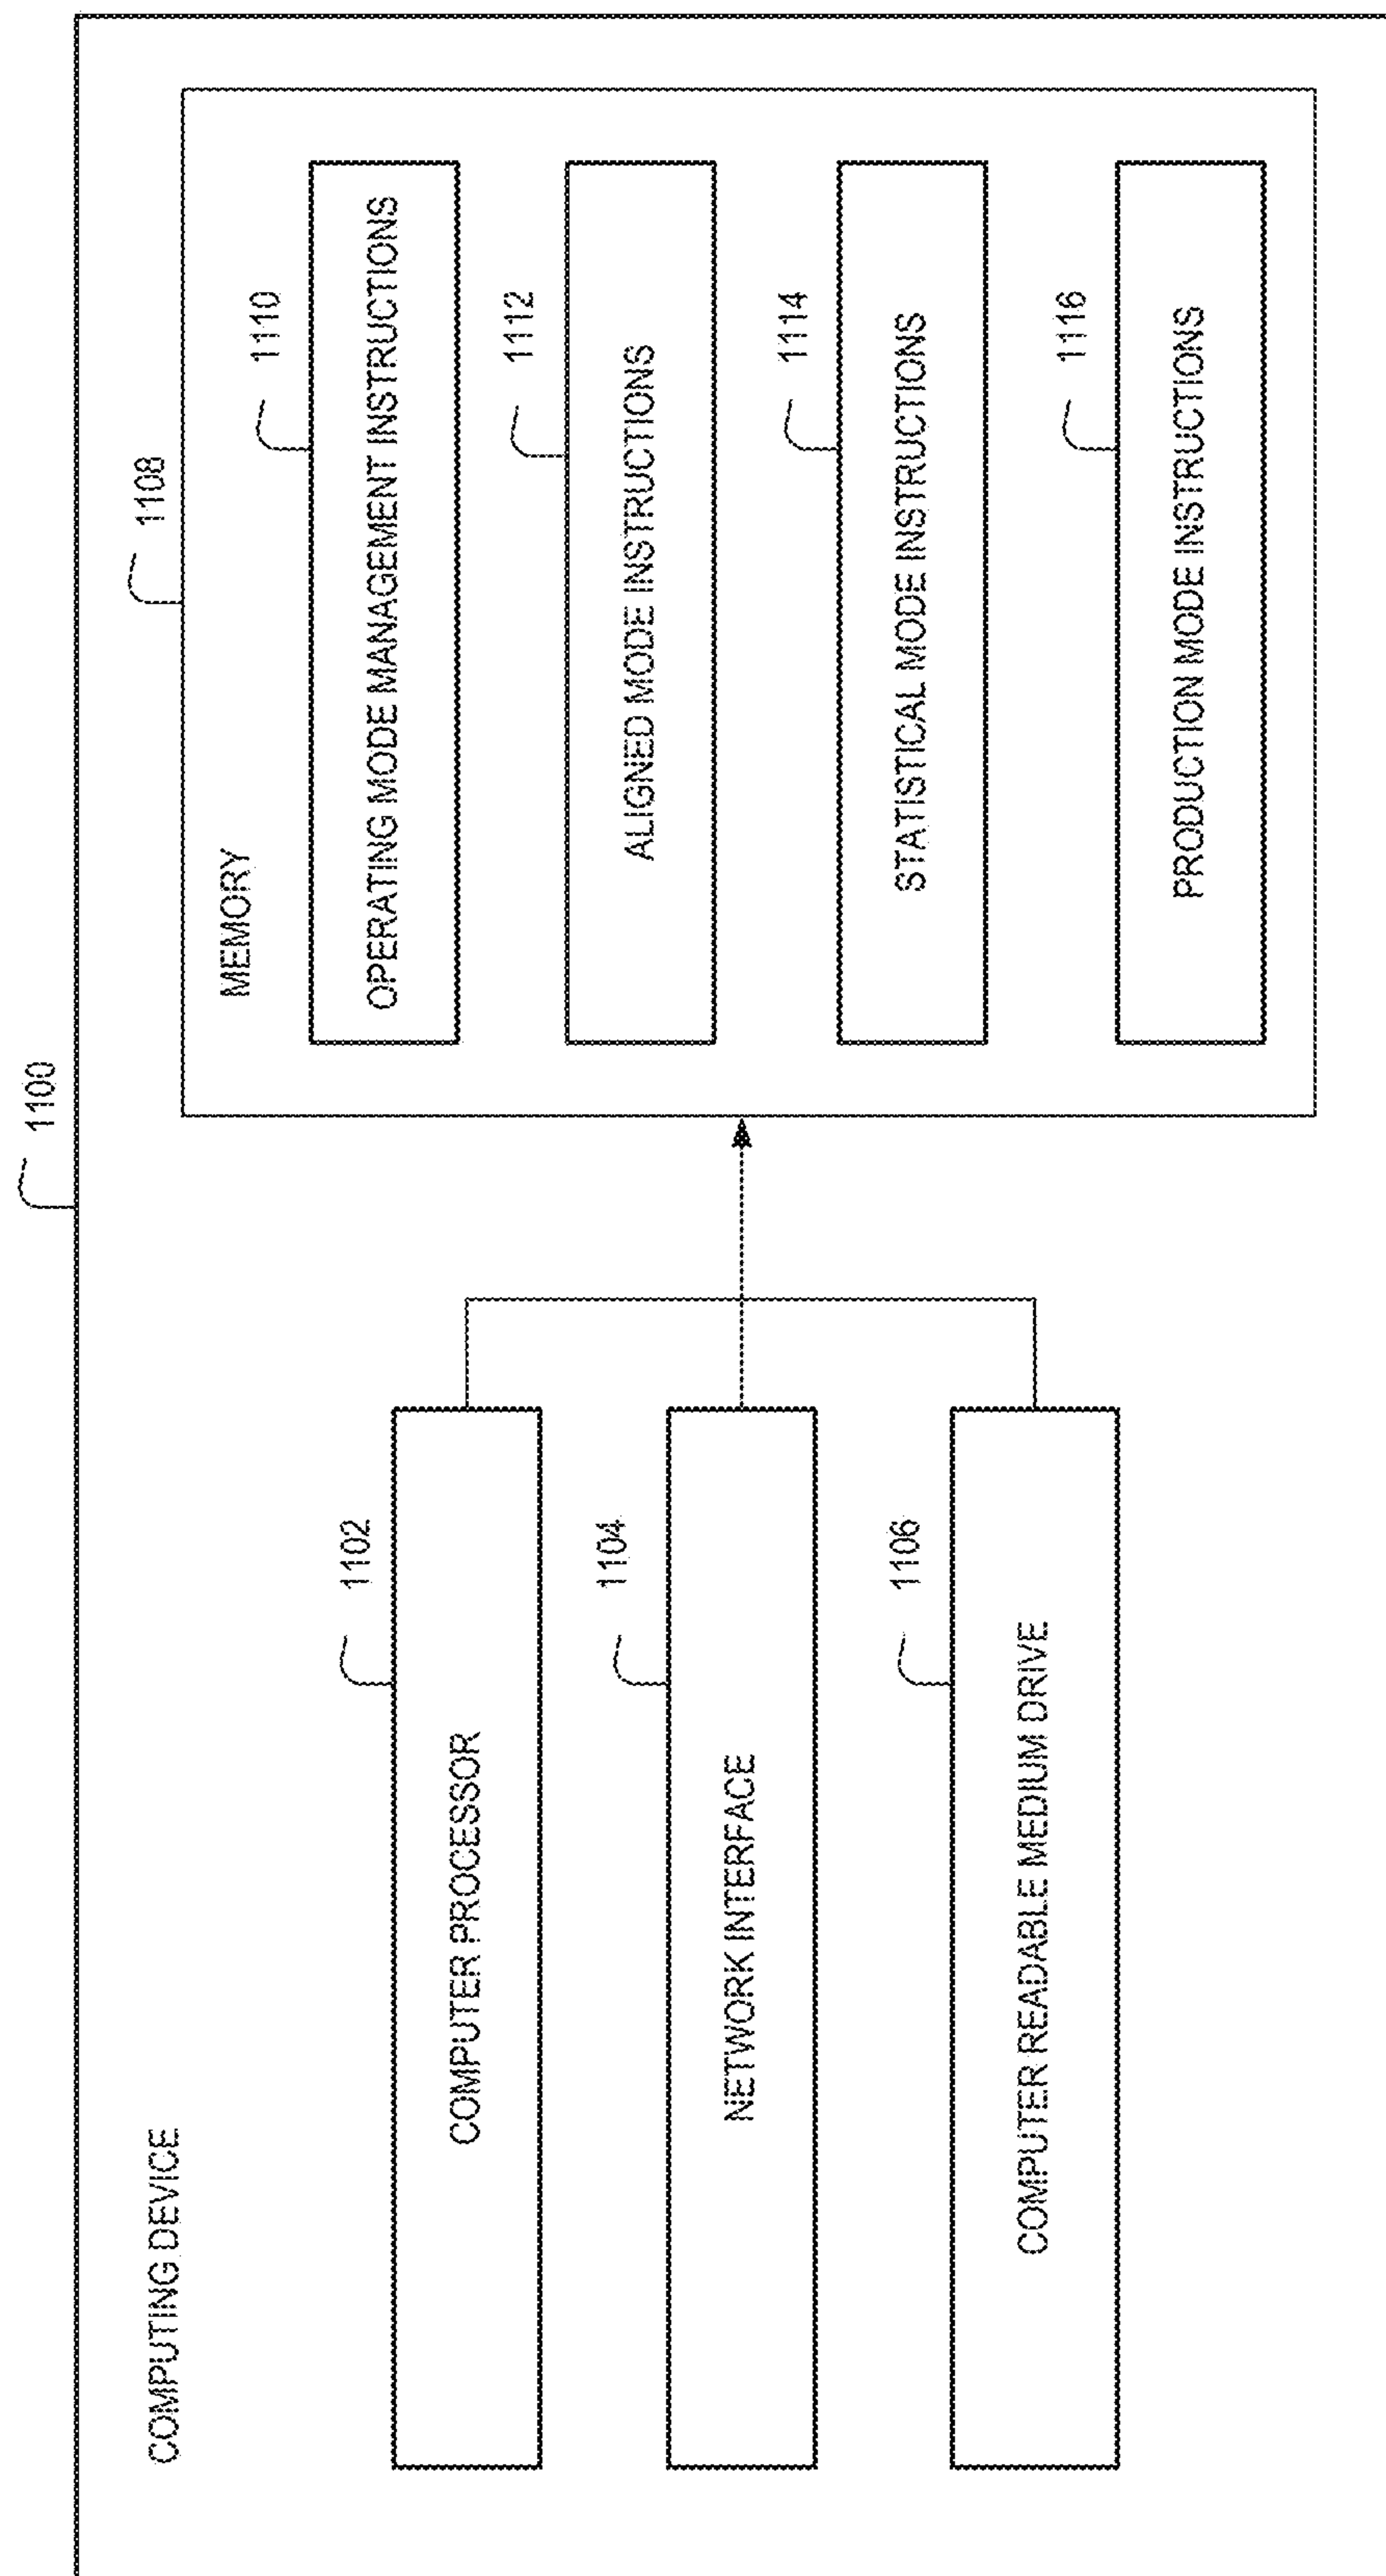 1100
COMPUTING DEVICE
1102
COMPUTER PROCESSOR
1104
NETWORK INTERFACE
1106
COMPUTER READABLE MEDIUM DRIVE
1108
MEMORY
1110
OPERATING MODE MANAGEMENT INSTRUCTIONS
1112
ALIGNED MODE INSTRUCTIONS
1114
STATISTICAL MODE INSTRUCTIONS
1116
PRODUCTION MODE INSTRUCTIONS